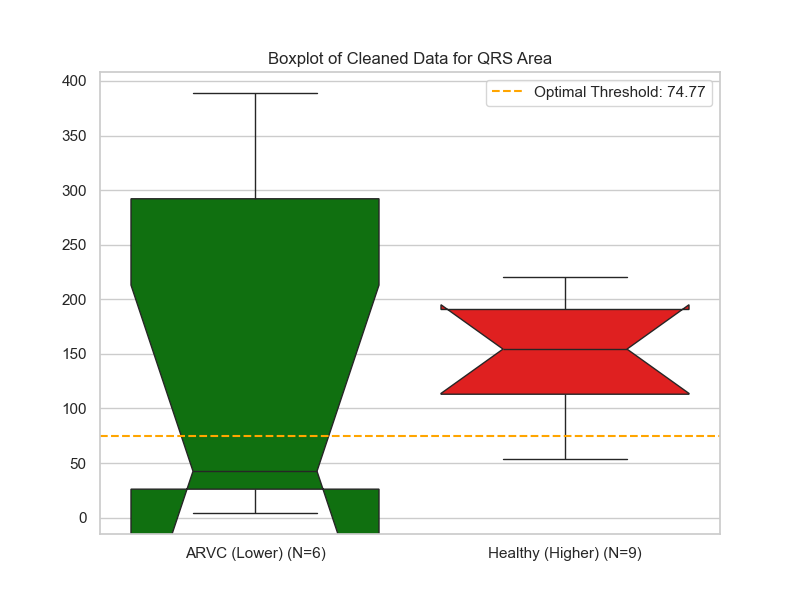 Boxplot of Cleaned Data for QRS Area
Optimal Threshold: 74.77
400
350
300
250
200
150
100
50
0
ARVC (Lower) (N=6)
Healthy (Higher) (N=9)